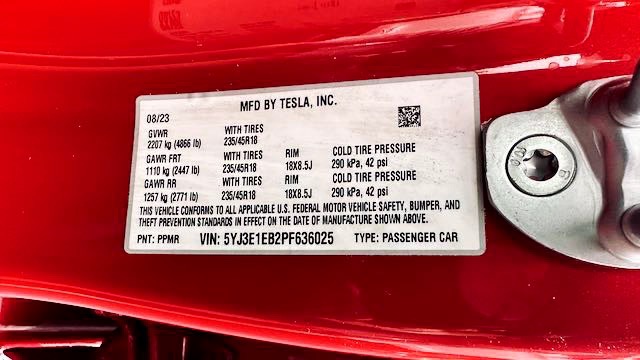 MFD BY TESLA, INC.
08/23
GVWR WITH TIRES
2207 kg (4866 lb) 235/45R18
GAWR FRT WITH TIRES RIM COLD TIRE PRESSURE
1110 kg (2447 lb) 235/45R18 18X8.5J 290 kPa, 42 psi
GAWR RR WITH TIRES RIM COLD TIRE PRESSURE
1257 kg (2771 lb) 235/45R18 18X8.5J 290 kPa, 42 psi
THIS VEHICLE CONFORMS TO ALL APPLICABLE U.S. FEDERAL MOTOR VEHICLE SAFETY, BUMPER, AND
THEFT PREVENTION STANDARDS IN EFFECT ON THE DATE OF MANUFACTURE SHOWN ABOVE.
PNT: PPMR VIN: 5YJ3E1EB2PF636025 TYPE: PASSENGER CAR